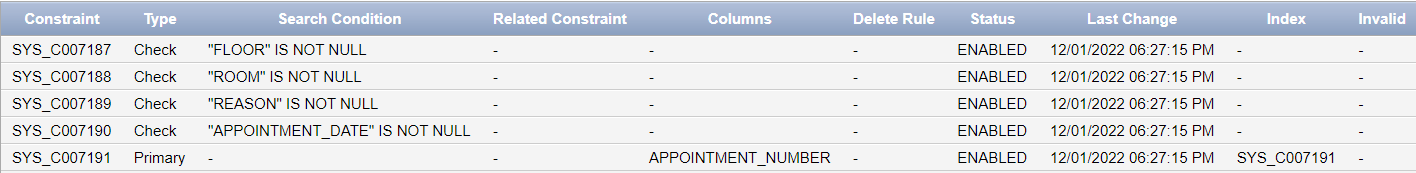 Constraint Type Search Condition Related Constraint Columns Delete Rule Status Last Change Index Invalid
SYS_C007187 Check "FLOOR" IS NOT NULL - - - ENABLED 12/01/2022 06:27:15 PM - -
SYS_C007188 Check "ROOM" IS NOT NULL - - - ENABLED 12/01/2022 06:27:15 PM - -
SYS_C007189 Check "REASON" IS NOT NULL - - - ENABLED 12/01/2022 06:27:15 PM - -
SYS_C007190 Check "APPOINTMENT_DATE" IS NOT NULL - - - ENABLED 12/01/2022 06:27:15 PM - -
SYS_C007191 Primary - - APPOINTMENT_NUMBER - ENABLED 12/01/2022 06:27:15 PM SYS_C007191 -